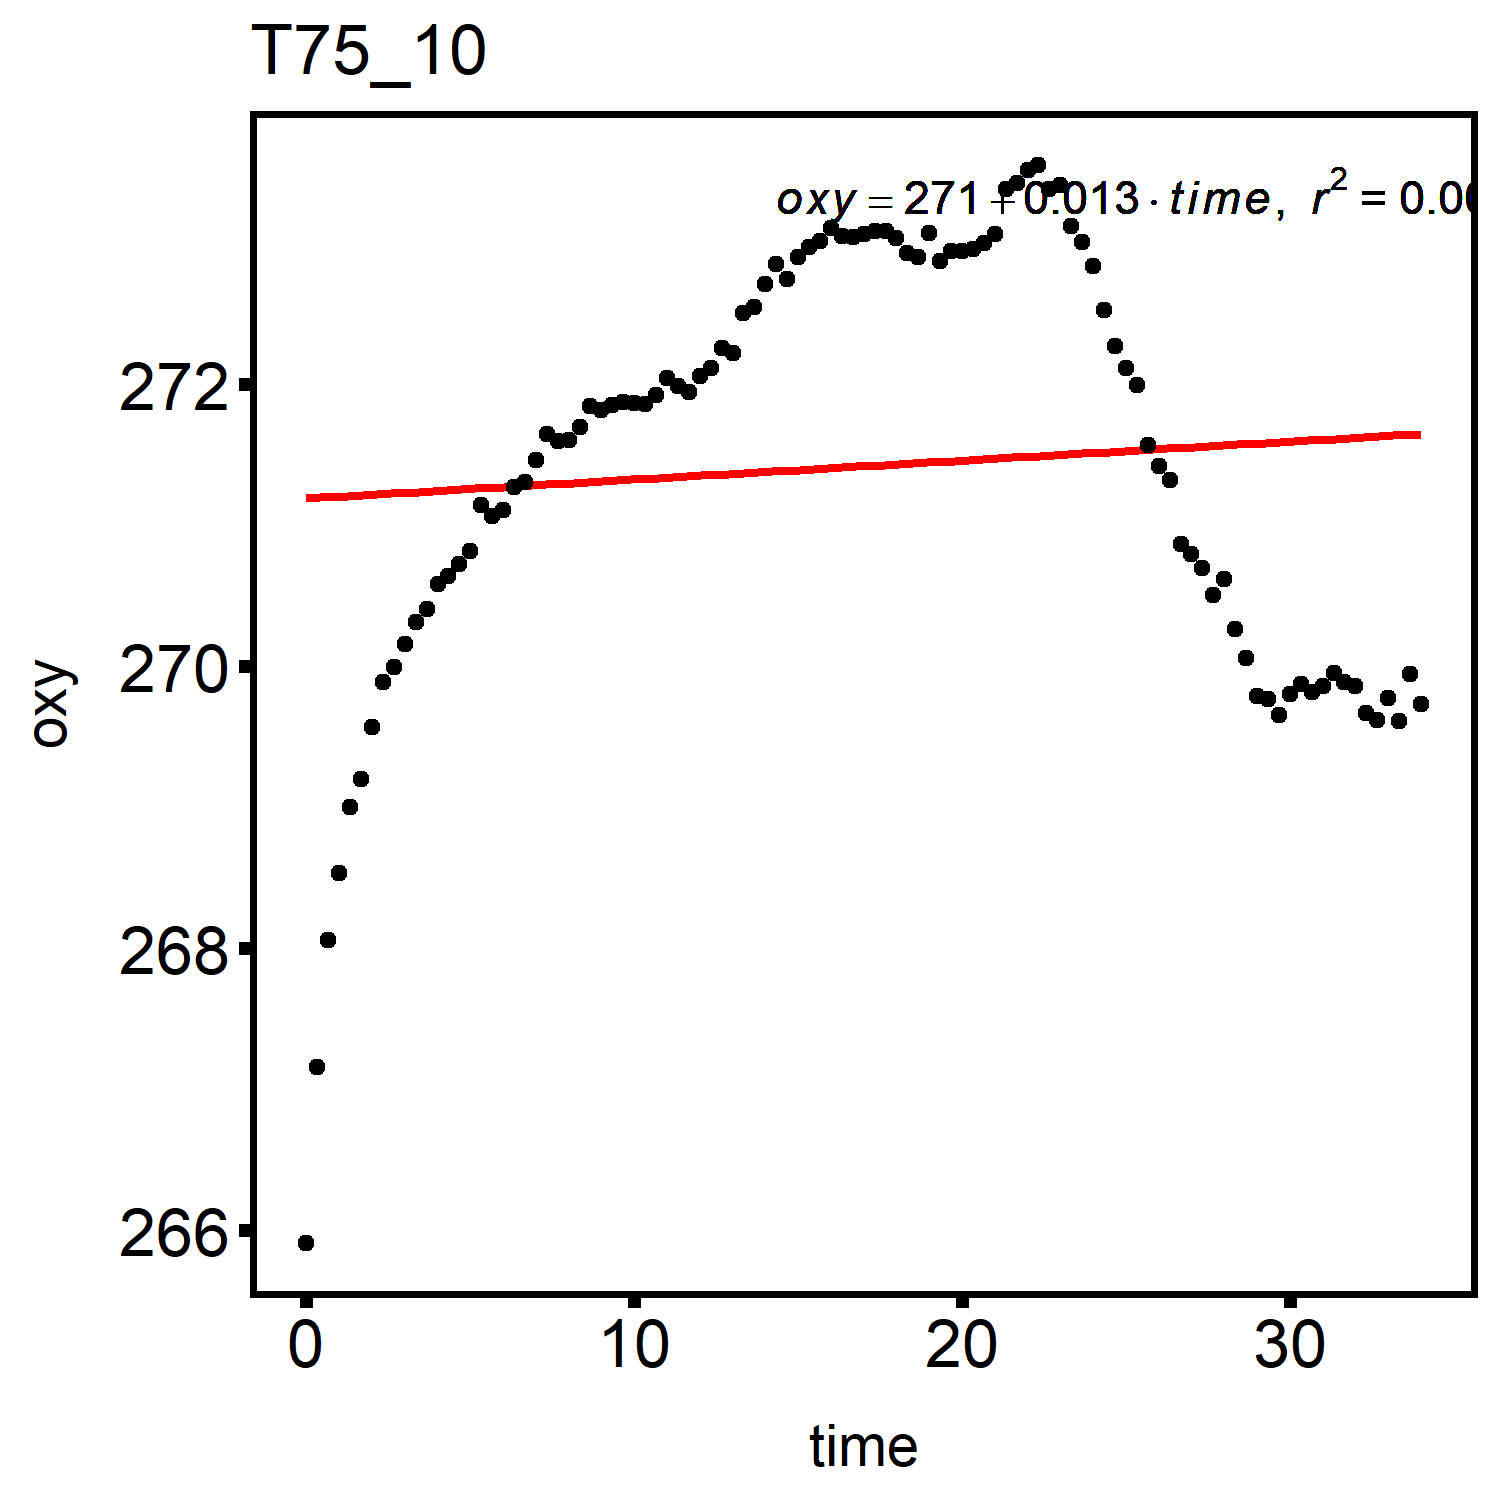 T75_10
oxy = 271 + 0.013 · time, r² = 0.0
272
270
268
266
oxy
0 10 20 30
time